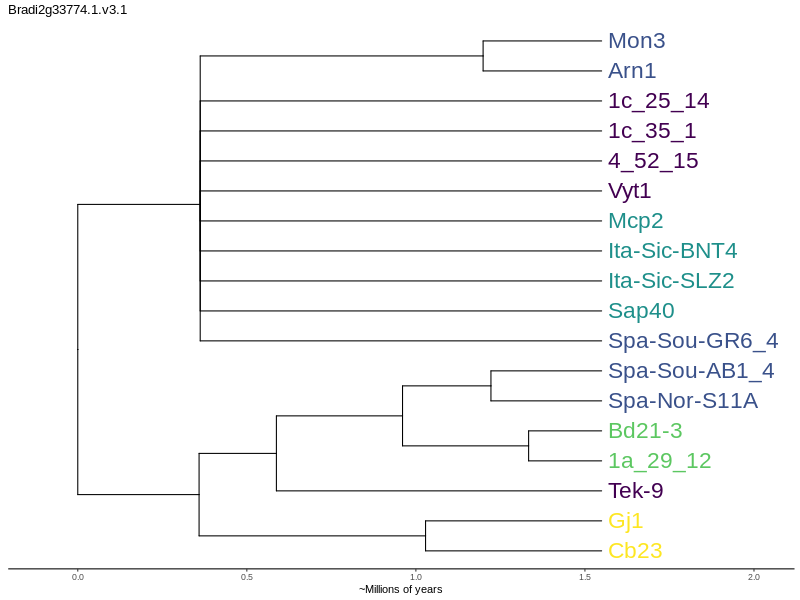 Bradi2g33774.1.v3.1
Mon3
Arn1
1c_25_14
1c_35_1
4_52_15
Vyt1
Mcp2
Ita-Sic-BNT4
Ita-Sic-SLZ2
Sap40
Spa-Sou-GR6_4
Spa-Sou-AB1_4
Spa-Nor-S11A
Bd21-3
1a_29_12
Tek-9
Gj1
Cb23
0.0 0.5 1.0 1.5 2.0
~Millions of years